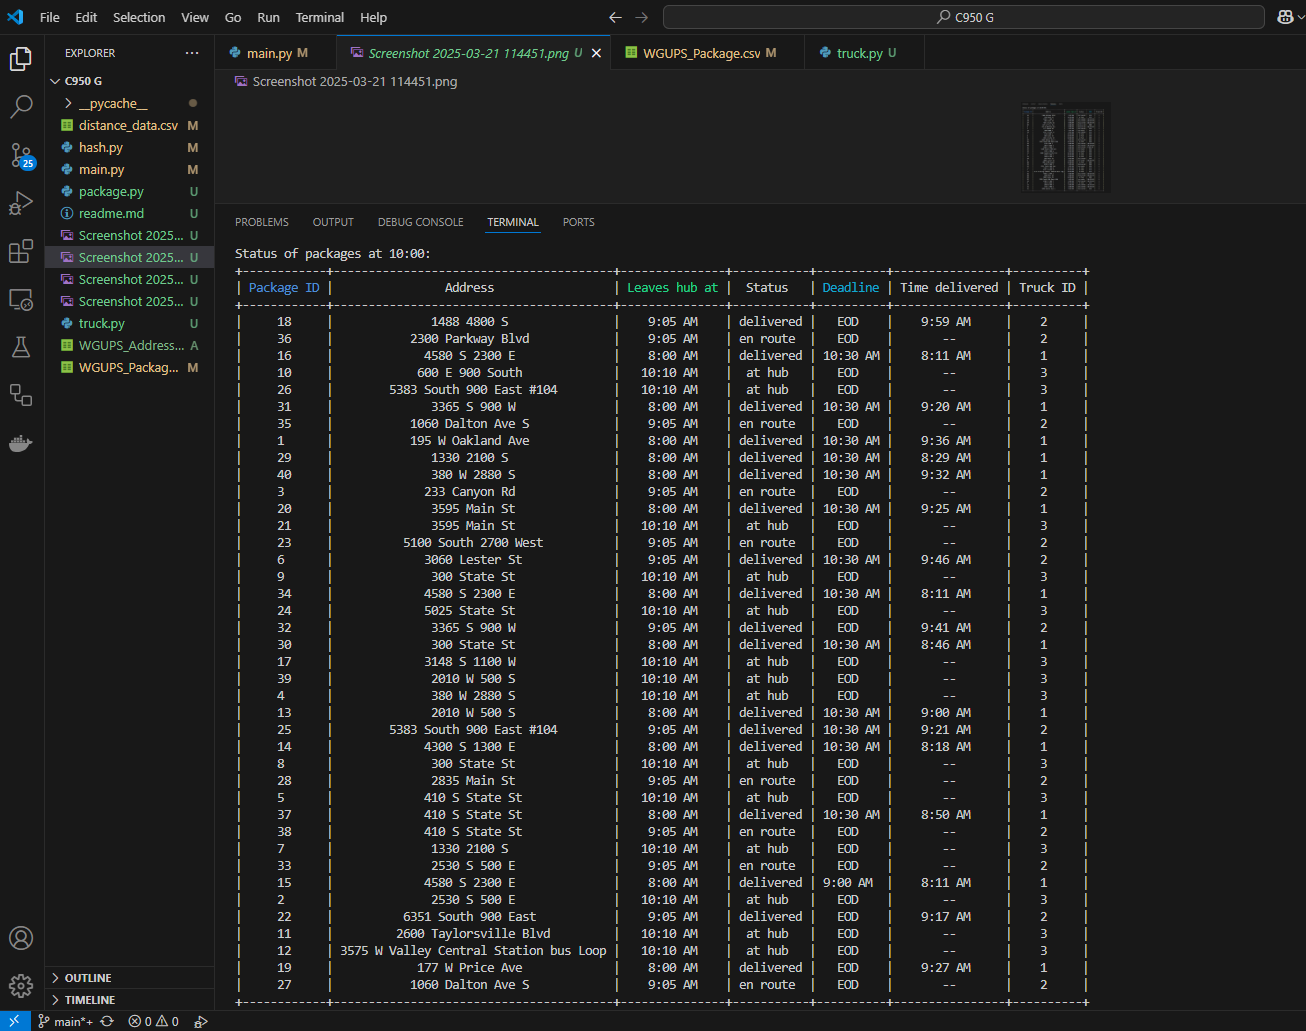 File Edit Selection View Go Run Terminal Help
C950 G
EXPLORER ...
C950 G
__pycache__
distance_data.csv M
hash.py M
main.py M
package.py U
readme.md U
Screenshot 2025... U
Screenshot 2025... U
Screenshot 2025... U
Screenshot 2025... U
truck.py U
WGUPS_Address... A
WGUPS_Packag... M
25
OUTLINE
TIMELINE
main.py M
Screenshot 2025-03-21 114451.png U
WGUPS_Package.csv M
truck.py U
Screenshot 2025-03-21 114451.png
PROBLEMS OUTPUT DEBUG CONSOLE TERMINAL PORTS
Status of packages at 10:00:
+------------+----------------------------------------+---------------+-----------+----------+----------------+----------+
| Package ID | Address | Leaves hub at | Status | Deadline | Time delivered | Truck ID |
+------------+----------------------------------------+---------------+-----------+----------+----------------+----------+
| 18 | 1488 4800 S | 9:05 AM | delivered | EOD | 9:59 AM | 2 |
| 36 | 2300 Parkway Blvd | 9:05 AM | en route | EOD | -- | 2 |
| 16 | 4580 S 2300 E | 8:00 AM | delivered | 10:30 AM | 8:11 AM | 1 |
| 10 | 600 E 900 South | 10:10 AM | at hub | EOD | -- | 3 |
| 26 | 5383 South 900 East #104 | 10:10 AM | at hub | EOD | -- | 3 |
| 31 | 3365 S 900 W | 8:00 AM | delivered | 10:30 AM | 9:20 AM | 1 |
| 35 | 1060 Dalton Ave S | 9:05 AM | en route | EOD | -- | 2 |
| 1 | 195 W Oakland Ave | 8:00 AM | delivered | 10:30 AM | 9:36 AM | 1 |
| 29 | 1330 2100 S | 8:00 AM | delivered | 10:30 AM | 8:29 AM | 1 |
| 40 | 380 W 2880 S | 8:00 AM | delivered | 10:30 AM | 9:32 AM | 1 |
| 3 | 233 Canyon Rd | 9:05 AM | en route | EOD | -- | 2 |
| 20 | 3595 Main St | 8:00 AM | delivered | 10:30 AM | 9:25 AM | 1 |
| 21 | 3595 Main St | 10:10 AM | at hub | EOD | -- | 3 |
| 23 | 5100 South 2700 West | 9:05 AM | en route | EOD | -- | 2 |
| 6 | 3060 Lester St | 9:05 AM | delivered | 10:30 AM | 9:46 AM | 2 |
| 9 | 300 State St | 10:10 AM | at hub | EOD | -- | 3 |
| 34 | 4580 S 2300 E | 8:00 AM | delivered | 10:30 AM | 8:11 AM | 1 |
| 24 | 5025 State St | 10:10 AM | at hub | EOD | -- | 3 |
| 32 | 3365 S 900 W | 9:05 AM | delivered | EOD | 9:41 AM | 2 |
| 30 | 300 State St | 8:00 AM | delivered | 10:30 AM | 8:46 AM | 1 |
| 17 | 3148 S 1100 W | 10:10 AM | at hub | EOD | -- | 3 |
| 39 | 2010 W 500 S | 10:10 AM | at hub | EOD | -- | 3 |
| 4 | 380 W 2880 S | 10:10 AM | at hub | EOD | -- | 3 |
| 13 | 2010 W 500 S | 8:00 AM | delivered | 10:30 AM | 9:00 AM | 1 |
| 25 | 5383 South 900 East #104 | 9:05 AM | delivered | 10:30 AM | 9:21 AM | 2 |
| 14 | 4300 S 1300 E | 8:00 AM | delivered | 10:30 AM | 8:18 AM | 1 |
| 8 | 300 State St | 10:10 AM | at hub | EOD | -- | 3 |
| 28 | 2835 Main St | 9:05 AM | en route | EOD | -- | 2 |
| 5 | 410 S State St | 10:10 AM | at hub | EOD | -- | 3 |
| 37 | 410 S State St | 8:00 AM | delivered | 10:30 AM | 8:50 AM | 1 |
| 38 | 410 S State St | 9:05 AM | en route | EOD | -- | 2 |
| 7 | 1330 2100 S | 10:10 AM | at hub | EOD | -- | 3 |
| 33 | 2530 S 500 E | 9:05 AM | en route | EOD | -- | 2 |
| 15 | 4580 S 2300 E | 8:00 AM | delivered | 9:00 AM | 8:11 AM | 1 |
| 2 | 2530 S 500 E | 10:10 AM | at hub | EOD | -- | 3 |
| 22 | 6351 South 900 East | 9:05 AM | delivered | EOD | 9:17 AM | 2 |
| 11 | 2600 Taylorsville Blvd | 10:10 AM | at hub | EOD | -- | 3 |
| 12 | 3575 W Valley Central Station bus Loop | 10:10 AM | at hub | EOD | -- | 3 |
| 19 | 177 W Price Ave | 8:00 AM | delivered | EOD | 9:27 AM | 1 |
| 27 | 1060 Dalton Ave S | 9:05 AM | en route | EOD | -- | 2 |
+------------+----------------------------------------+---------------+-----------+----------+----------------+----------+
main*+ 0 0